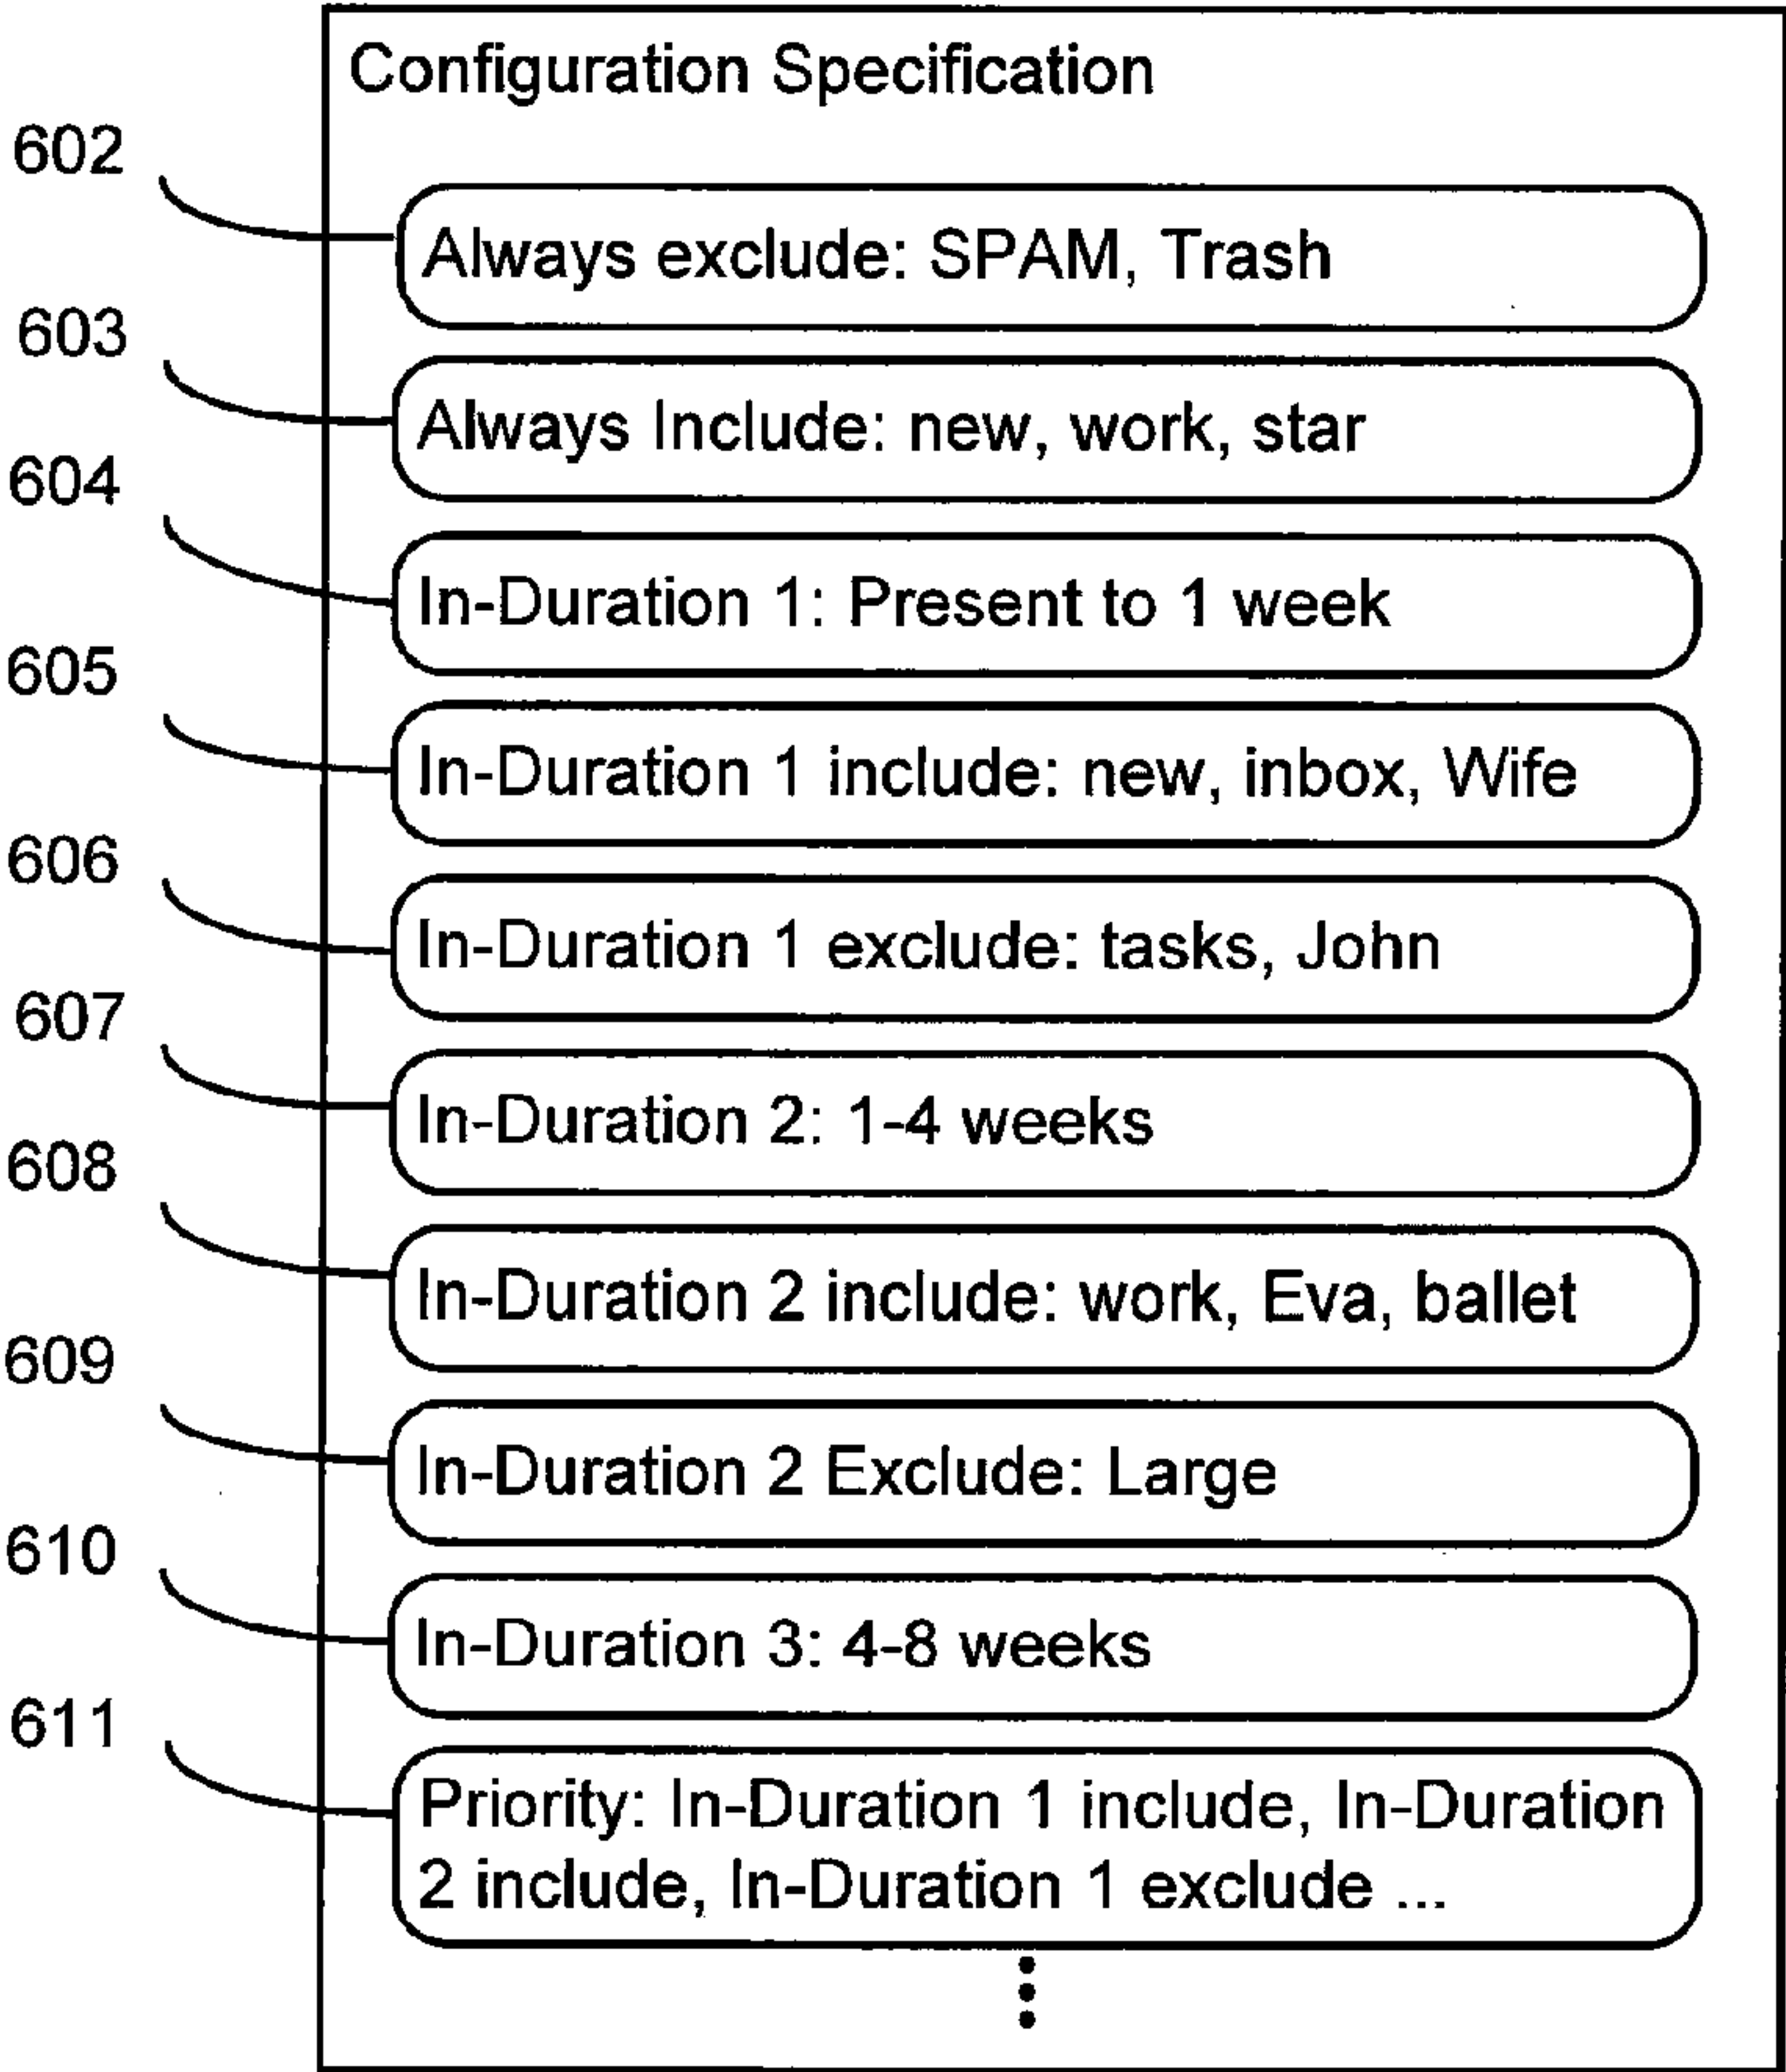 Configuration Specification
602
Always exclude: SPAM, Trash
603
Always Include: new, work, star
604
In-Duration 1: Present to 1 week
605
In-Duration 1 include: new, inbox, Wife
606
In-Duration 1 exclude: tasks, John
607
In-Duration 2: 1-4 weeks
608
In-Duration 2 include: work, Eva, ballet
609
In-Duration 2 Exclude: Large
610
In-Duration 3: 4-8 weeks
611
Priority: In-Duration 1 include, In-Duration
2 include, In-Duration 1 exclude ...